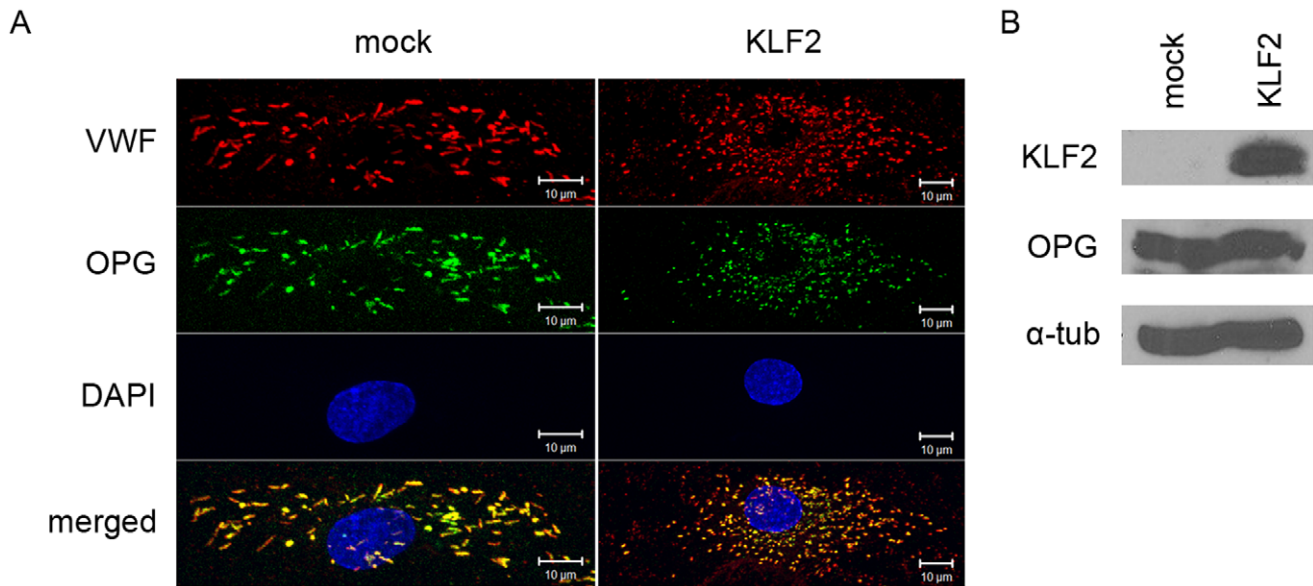 A
mock
KLF2
VWF
10 µm
10 µm
OPG
10 µm
10 µm
DAPI
10 µm
10 µm
merged
10 µm
10 µm
B
mock
KLF2
KLF2
OPG
α-tub